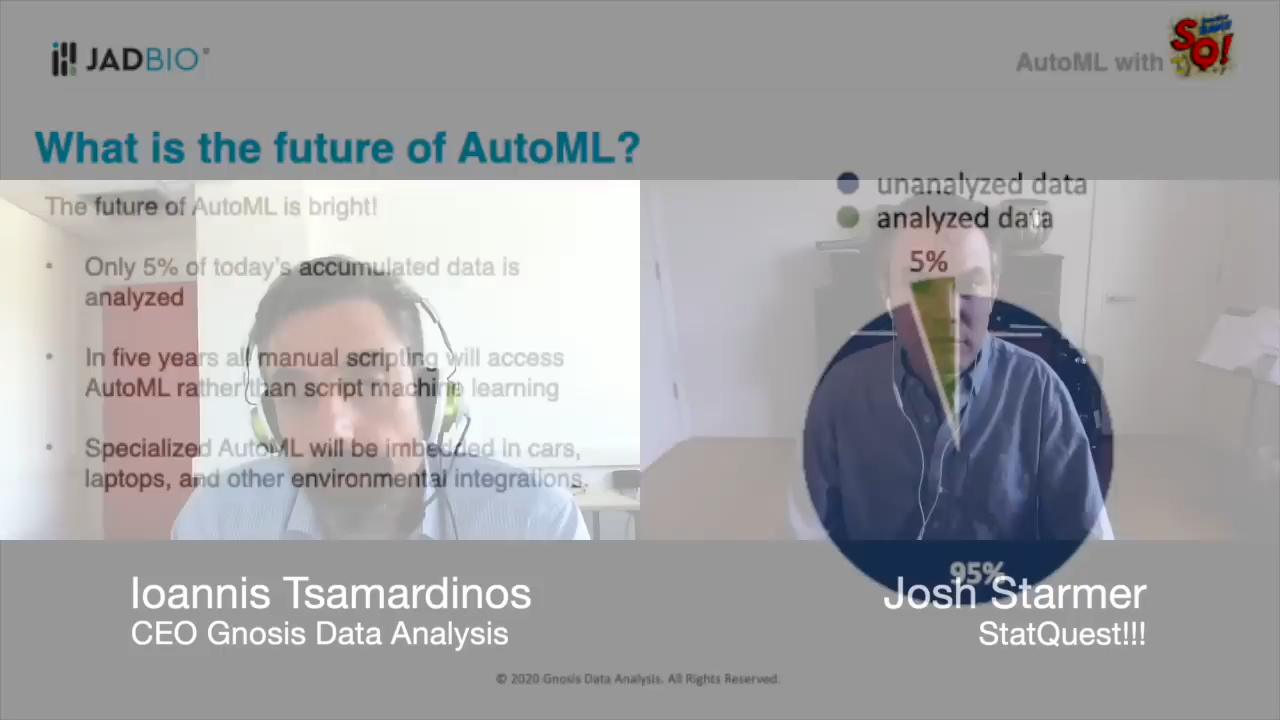 JADBIO®
AutoML with SQ!
What is the future of AutoML?
unanalyzed data
analyzed data
The future of AutoML is bright!
5%
• Only 5% of today's accumulated data is
analyzed
• In five years all manual scripting will access
AutoML rather than script machine learning
• Specialized AutoML will be imbedded in cars,
laptops, and other environmental integrations.
95%
Ioannis Tsamardinos
CEO Gnosis Data Analysis
Josh Starmer
StatQuest!!!
© 2020 Gnosis Data Analysis. All Rights Reserved.